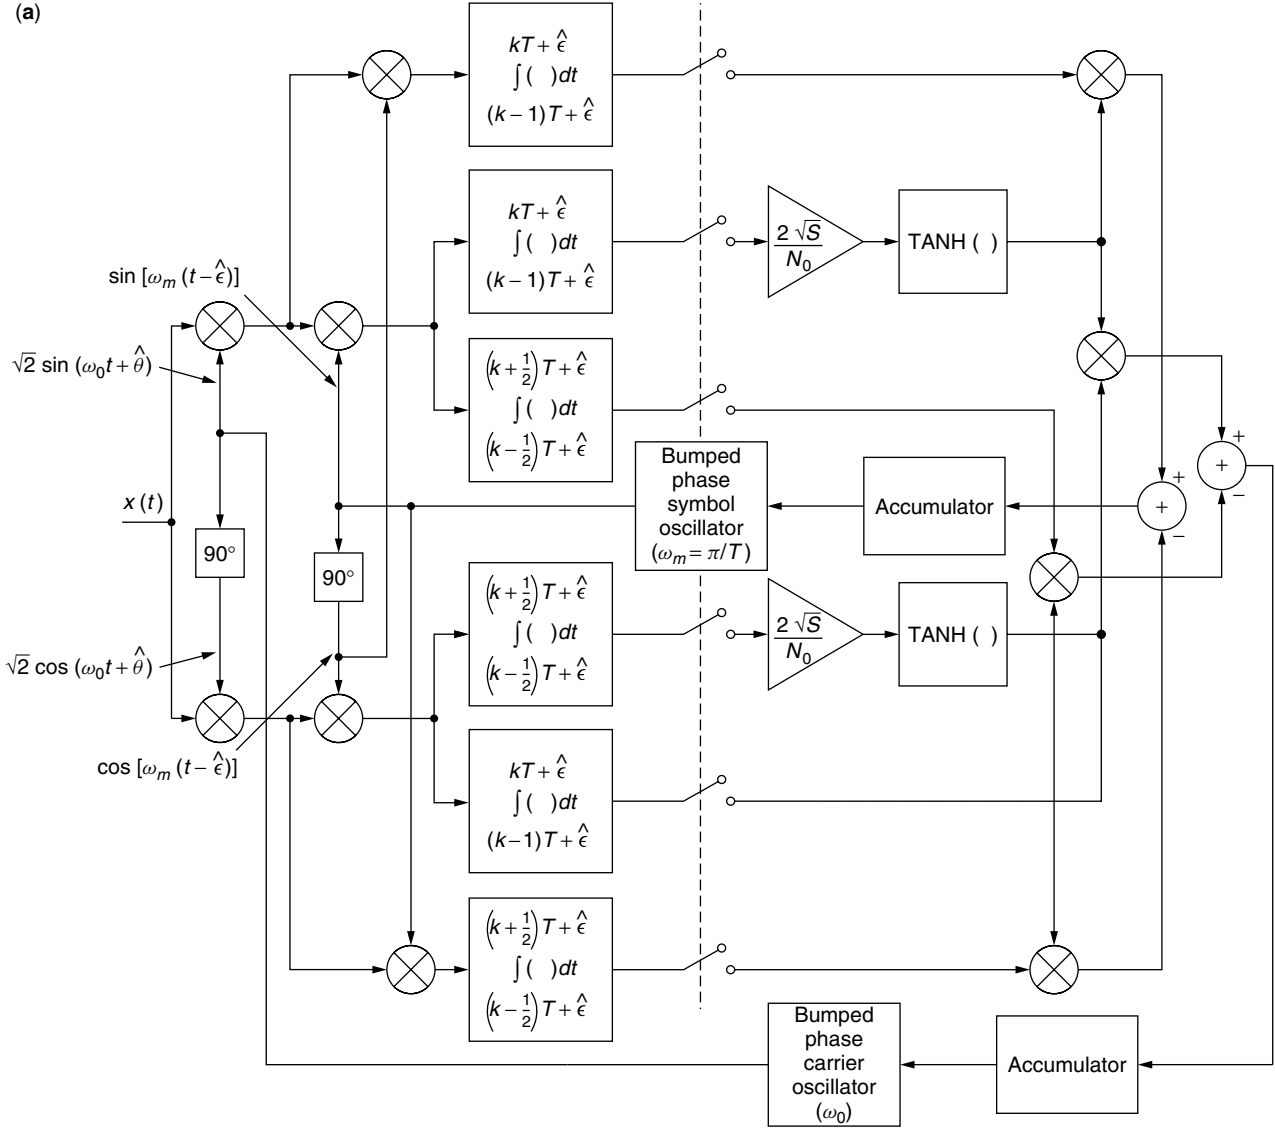 (a)
kT + ϵ̂
∫( )dt
(k − 1)T + ϵ̂
kT + ϵ̂
∫( )dt
(k − 1)T + ϵ̂
2 √S
N₀
TANH ( )
sin [ωₘ (t − ϵ̂)]
√2 sin (ω₀t + θ̂)
(k + 1/2)T + ϵ̂
∫( )dt
(k − 1/2)T + ϵ̂
x (t)
90°
90°
Bumped
phase
symbol
oscillator
(ωₘ = π/T)
Accumulator
+
+
−
+
+
−
(k + 1/2)T + ϵ̂
∫( )dt
(k − 1/2)T + ϵ̂
2 √S
N₀
TANH ( )
√2 cos (ω₀t + θ̂)
cos [ωₘ (t − ϵ̂)]
kT + ϵ̂
∫( )dt
(k − 1)T + ϵ̂
(k + 1/2)T + ϵ̂
∫( )dt
(k − 1/2)T + ϵ̂
Bumped
phase
carrier
oscillator
(ω₀)
Accumulator